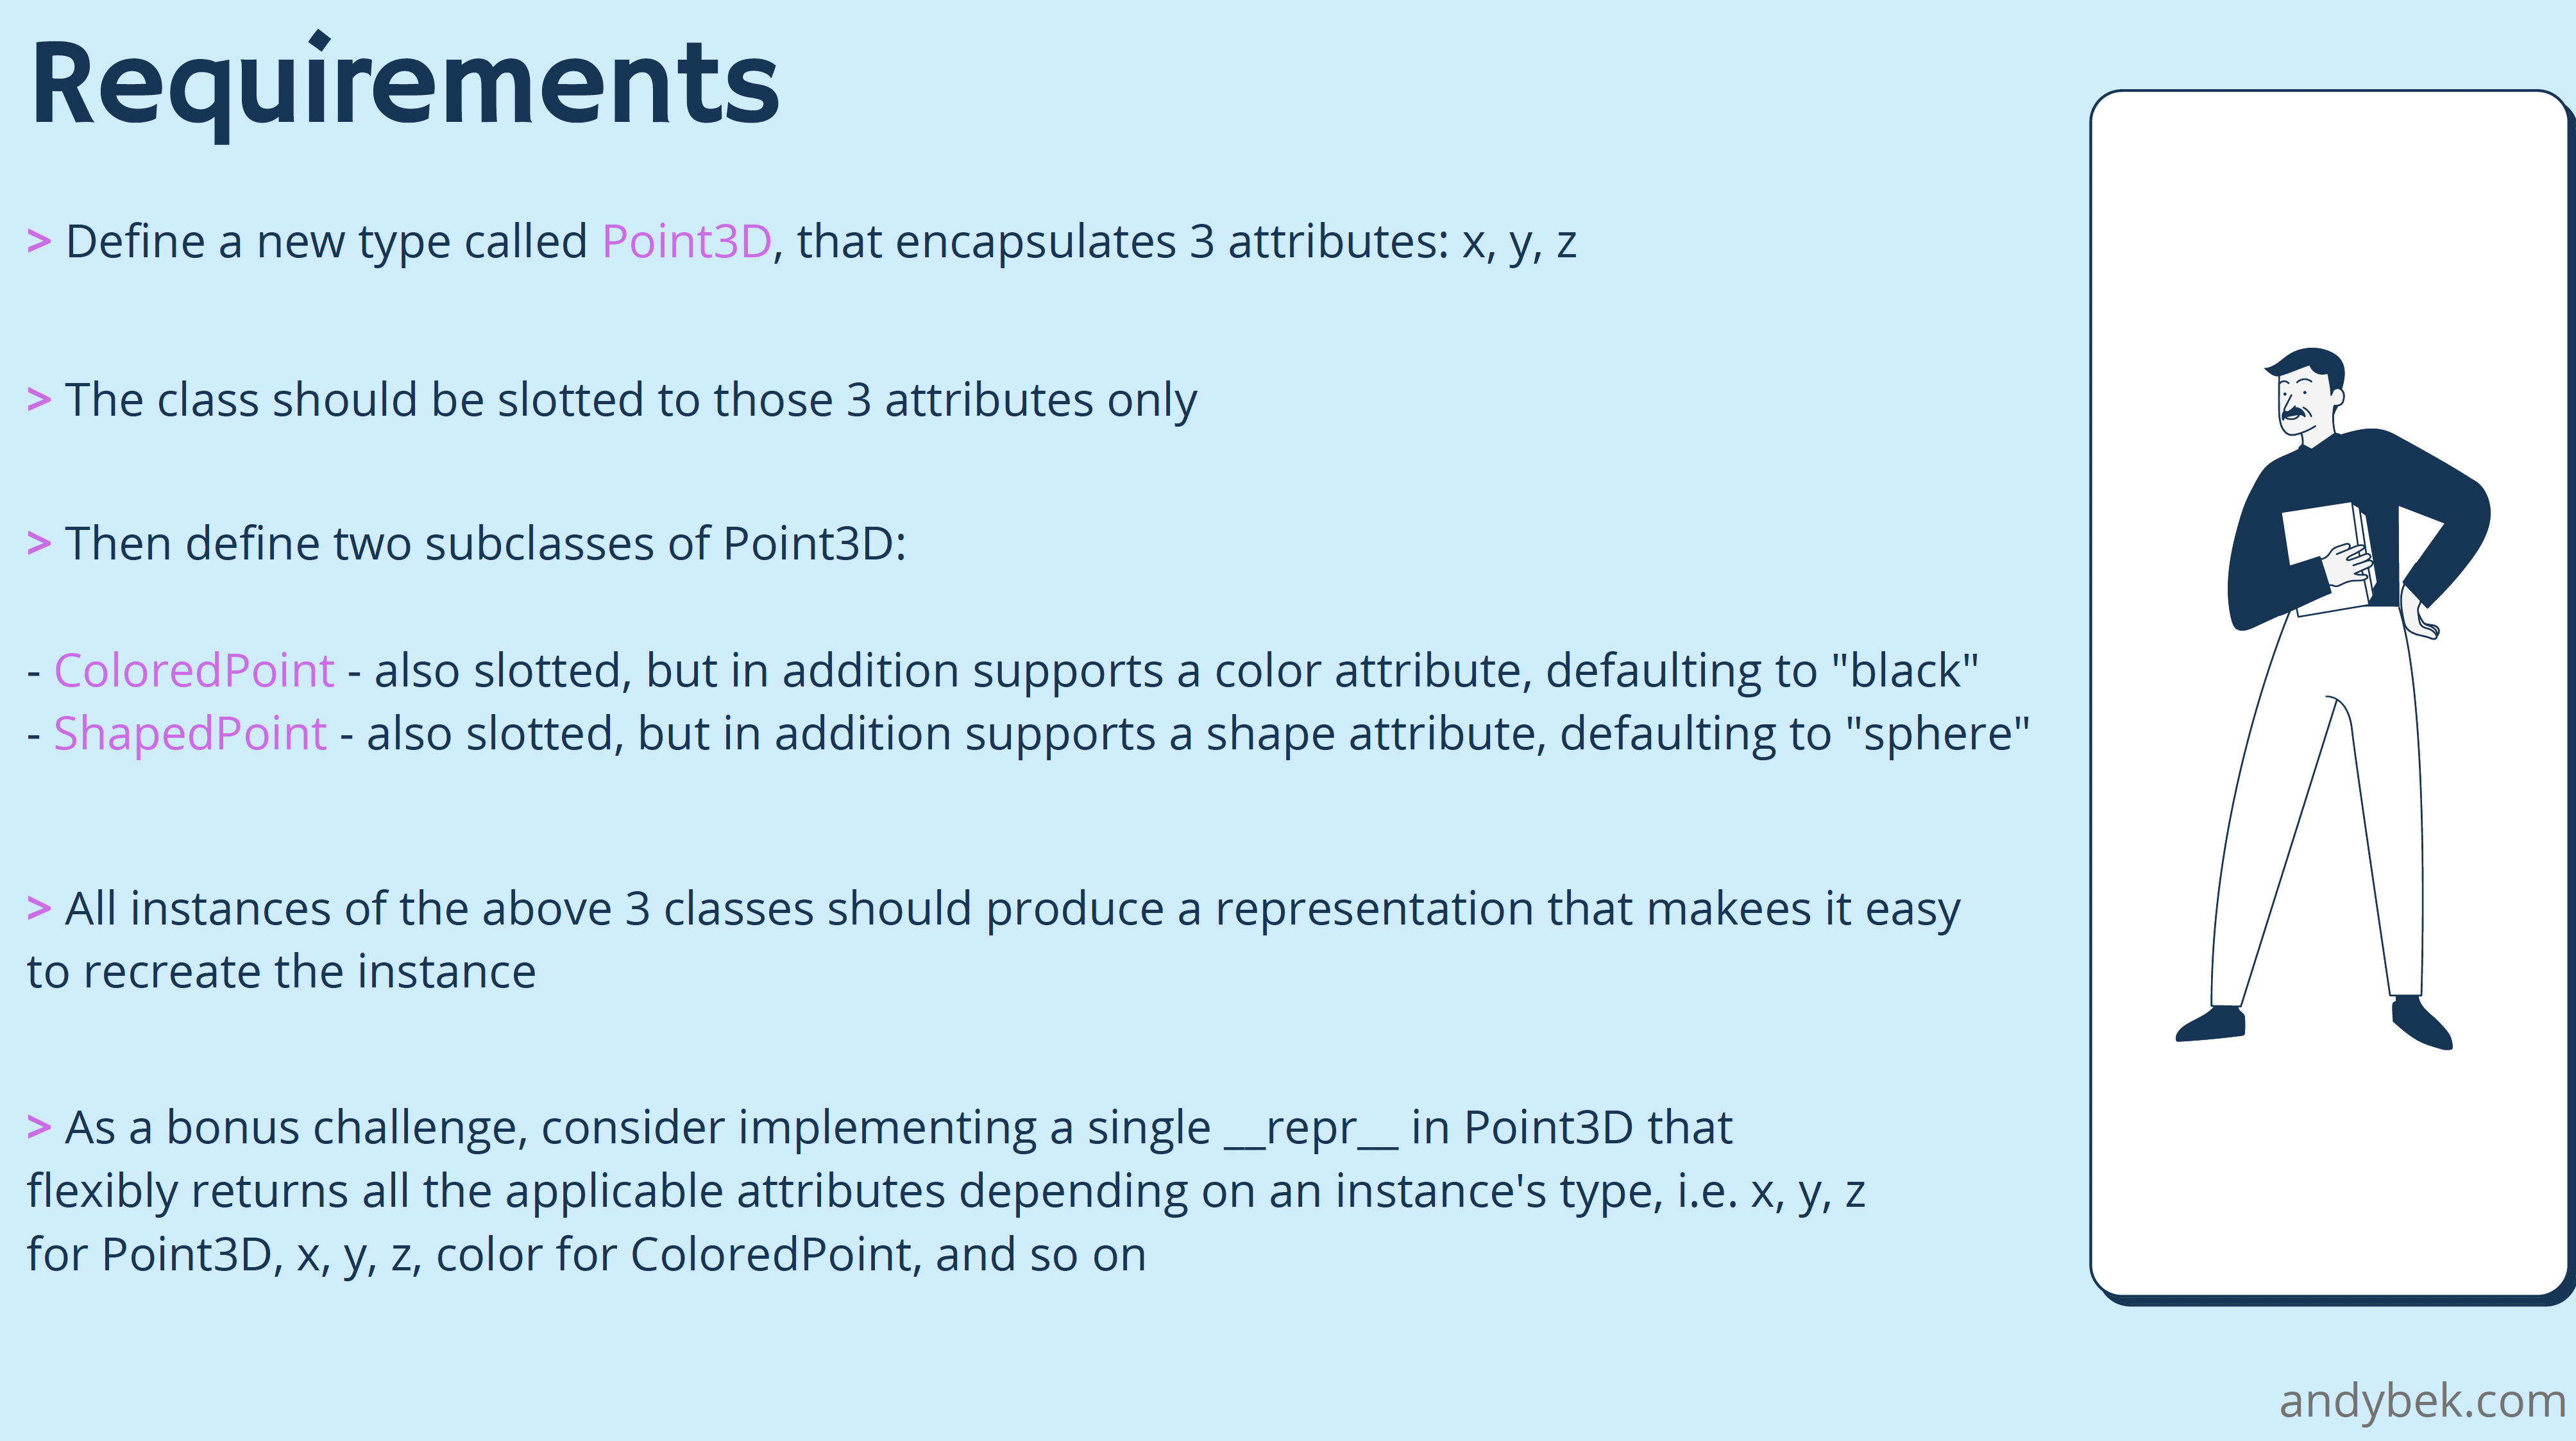 Requirements
> Define a new type called Point3D, that encapsulates 3 attributes: x, y, z
> The class should be slotted to those 3 attributes only
> Then define two subclasses of Point3D:
- ColoredPoint - also slotted, but in addition supports a color attribute, defaulting to "black"
- ShapedPoint - also slotted, but in addition supports a shape attribute, defaulting to "sphere"
> All instances of the above 3 classes should produce a representation that makees it easy
to recreate the instance
> As a bonus challenge, consider implementing a single __repr__ in Point3D that
flexibly returns all the applicable attributes depending on an instance's type, i.e. x, y, z
for Point3D, x, y, z, color for ColoredPoint, and so on
andybek.com